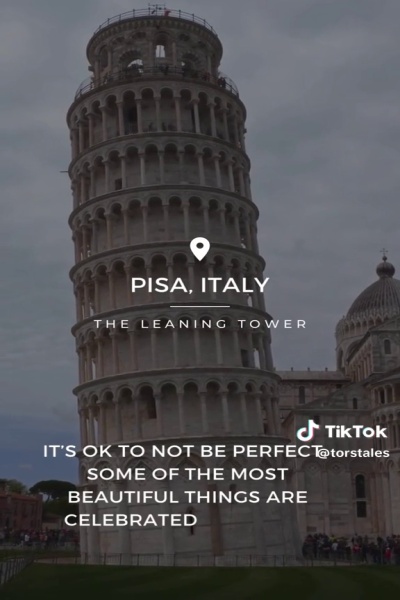 PISA, ITALY
THE LEANING TOWER
TikTok
IT'S OK TO NOT BE PERFECT
@torstales
SOME OF THE MOST
BEAUTIFUL THINGS ARE
CELEBRATED